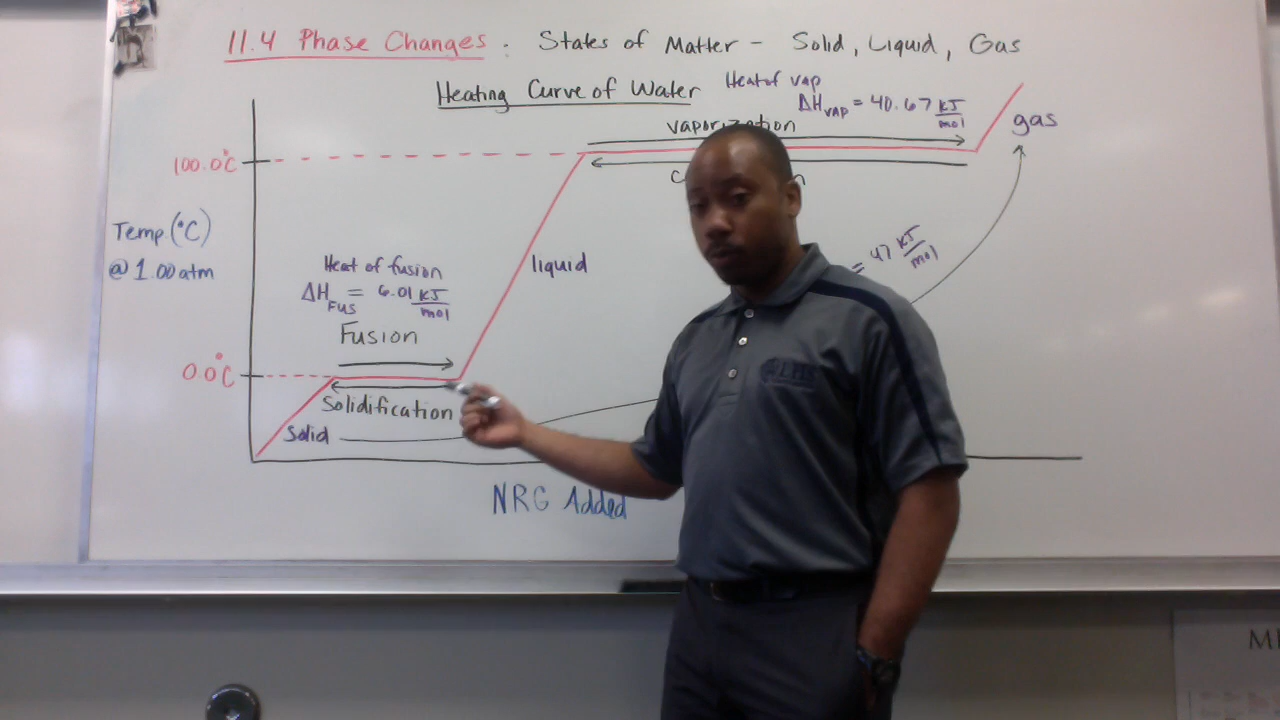 11.4 Phase Changes: States of Matter - Solid, Liquid, Gas
Heating Curve of Water
Heat of vap
ΔHVAP = 40.67 kJ/mol
vaporization
gas
100.0°C
Temp (°C)
@ 1.00 atm
liquid
= 47 kJ/mol
Heat of fusion
ΔHFUS = 6.01 kJ/mol
Fusion
0.0°C
Solidification
Solid
NRG Added